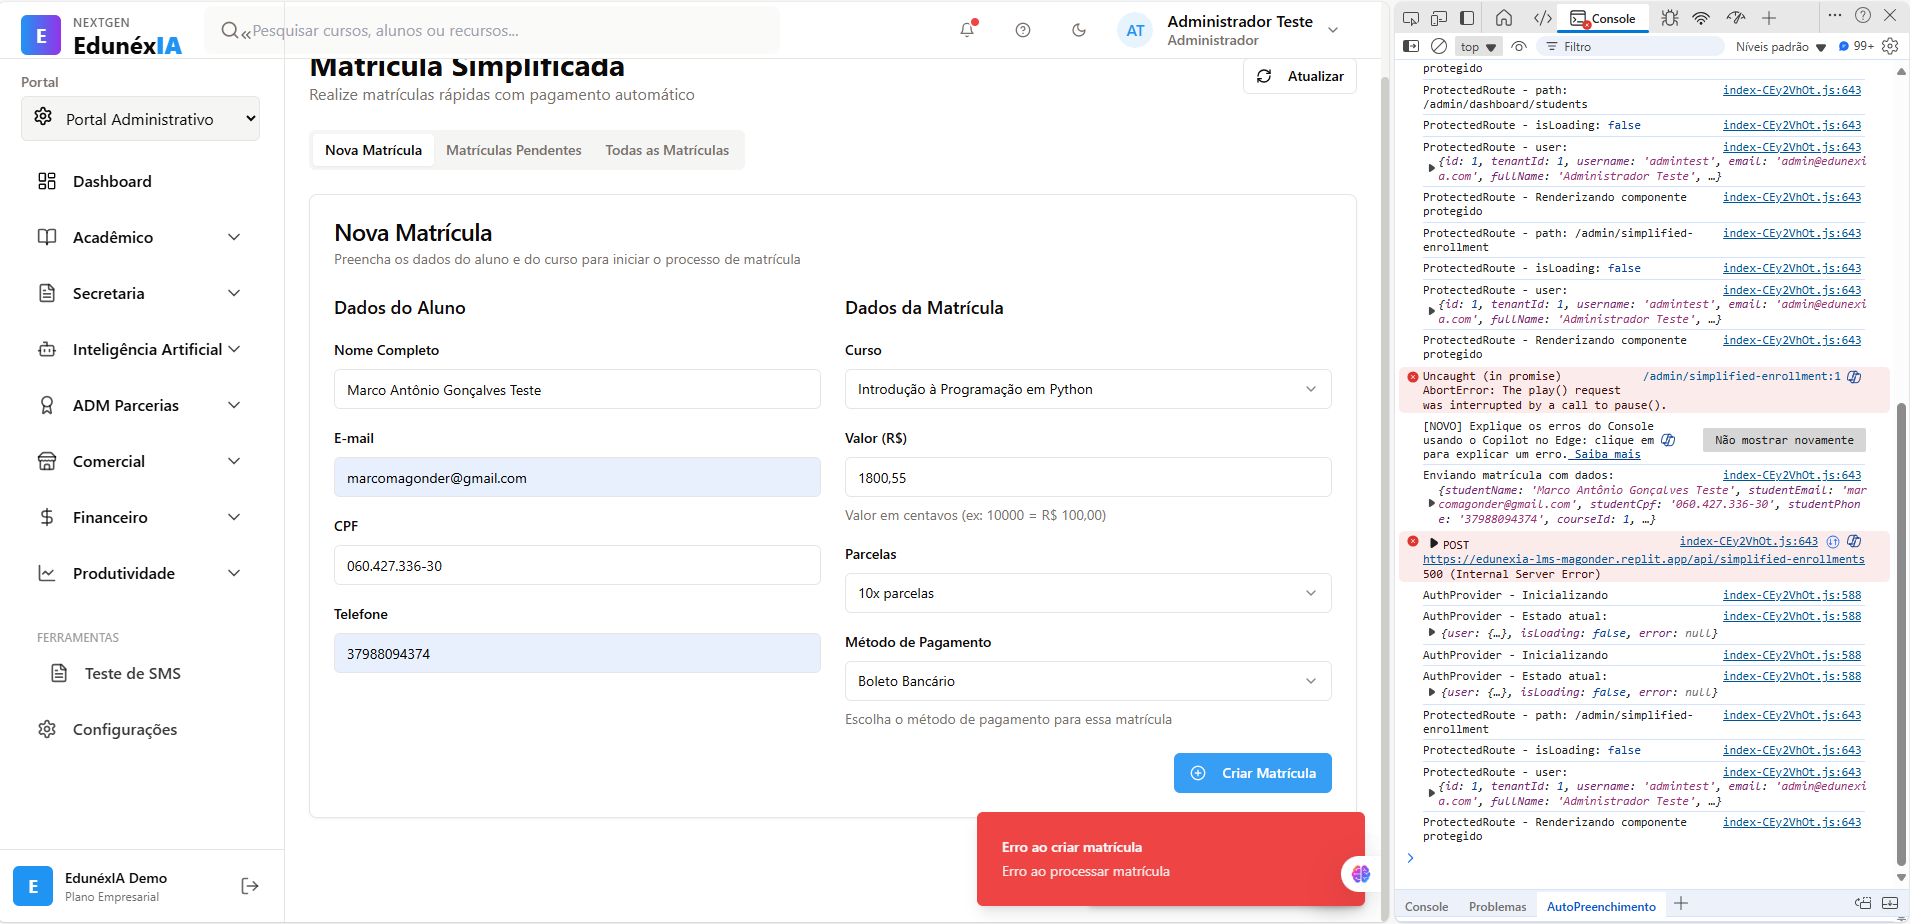 NEXTGEN
EdunéxIA
E
Pesquisar cursos, alunos ou recursos...
AT
Administrador Teste
Administrador
Portal
Portal Administrativo
Dashboard
Acadêmico
Secretaria
Inteligência Artificial
ADM Parcerias
Comercial
Financeiro
Produtividade
FERRAMENTAS
Teste de SMS
Configurações
E
EdunéxIA Demo
Plano Empresarial
Matrícula Simplificada
Realize matrículas rápidas com pagamento automático
Atualizar
Nova Matrícula
Matrículas Pendentes
Todas as Matrículas
Nova Matrícula
Preencha os dados do aluno e do curso para iniciar o processo de matrícula
Dados do Aluno
Nome Completo
Marco Antônio Gonçalves Teste
E-mail
marcomagonder@gmail.com
CPF
060.427.336-30
Telefone
37988094374
Dados da Matrícula
Curso
Introdução à Programação em Python
Valor (R$)
1800,55
Valor em centavos (ex: 10000 = R$ 100,00)
Parcelas
10x parcelas
Método de Pagamento
Boleto Bancário
Escolha o método de pagamento para essa matrícula
Criar Matrícula
Erro ao criar matrícula
Erro ao processar matrícula
Console
top
Filtro
Níveis padrão
99+
protegido
ProtectedRoute - path: index-CEy2VhOt.js:643
/admin/dashboard/students
ProtectedRoute - isLoading: false index-CEy2VhOt.js:643
ProtectedRoute - user: index-CEy2VhOt.js:643
{id: 1, tenantId: 1, username: 'admintest', email: 'admin@edunexi
a.com', fullName: 'Administrador Teste', …}
ProtectedRoute - Renderizando componente index-CEy2VhOt.js:643
protegido
ProtectedRoute - path: /admin/simplified- index-CEy2VhOt.js:643
enrollment
ProtectedRoute - isLoading: false index-CEy2VhOt.js:643
ProtectedRoute - user: index-CEy2VhOt.js:643
{id: 1, tenantId: 1, username: 'admintest', email: 'admin@edunexi
a.com', fullName: 'Administrador Teste', …}
ProtectedRoute - Renderizando componente index-CEy2VhOt.js:643
protegido
Uncaught (in promise) /admin/simplified-enrollment:1
AbortError: The play() request
was interrupted by a call to pause().
[NOVO] Explique os erros do Console
usando o Copilot no Edge: clique em
para explicar um erro. Saiba mais
Não mostrar novamente
Enviando matrícula com dados: index-CEy2VhOt.js:643
{studentName: 'Marco Antônio Gonçalves Teste', studentEmail: 'mar
comagonder@gmail.com', studentCpf: '060.427.336-30', studentPhon
e: '37988094374', courseId: 1, …}
POST index-CEy2VhOt.js:643
https://edunexia-lms-magonder.replit.app/api/simplified-enrollments
500 (Internal Server Error)
AuthProvider - Inicializando index-CEy2VhOt.js:588
AuthProvider - Estado atual: index-CEy2VhOt.js:588
{user: {…}, isLoading: false, error: null}
AuthProvider - Inicializando index-CEy2VhOt.js:588
AuthProvider - Estado atual: index-CEy2VhOt.js:588
{user: {…}, isLoading: false, error: null}
ProtectedRoute - path: /admin/simplified- index-CEy2VhOt.js:643
enrollment
ProtectedRoute - isLoading: false index-CEy2VhOt.js:643
ProtectedRoute - user: index-CEy2VhOt.js:643
{id: 1, tenantId: 1, username: 'admintest', email: 'admin@edunexi
a.com', fullName: 'Administrador Teste', …}
ProtectedRoute - Renderizando componente index-CEy2VhOt.js:643
protegido
Console
Problemas
AutoPreenchimento